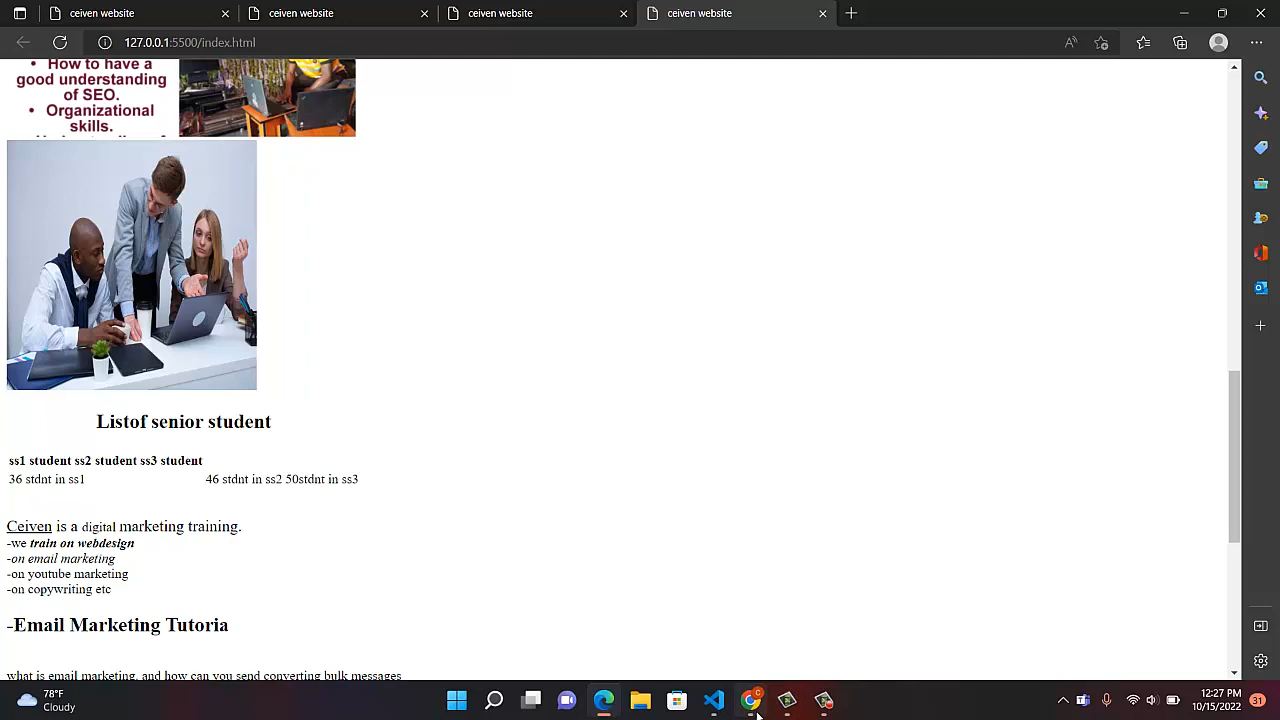 ceiven website
ceiven website
ceiven website
ceiven website
127.0.0.1:5500/index.html
• How to have a
good understanding
of SEO.
• Organizational
skills.
Listof senior student
ss1 student ss2 student ss3 student
36 stdnt in ss1 46 stdnt in ss2 50stdnt in ss3
Ceiven is a digital marketing training.
-we train on webdesign
-on email marketing
-on youtube marketing
-on copywriting etc
-Email Marketing Tutoria
what is email marketing, and how can you send converting bulk messages
78°F
Cloudy
12:27 PM
10/15/2022
31